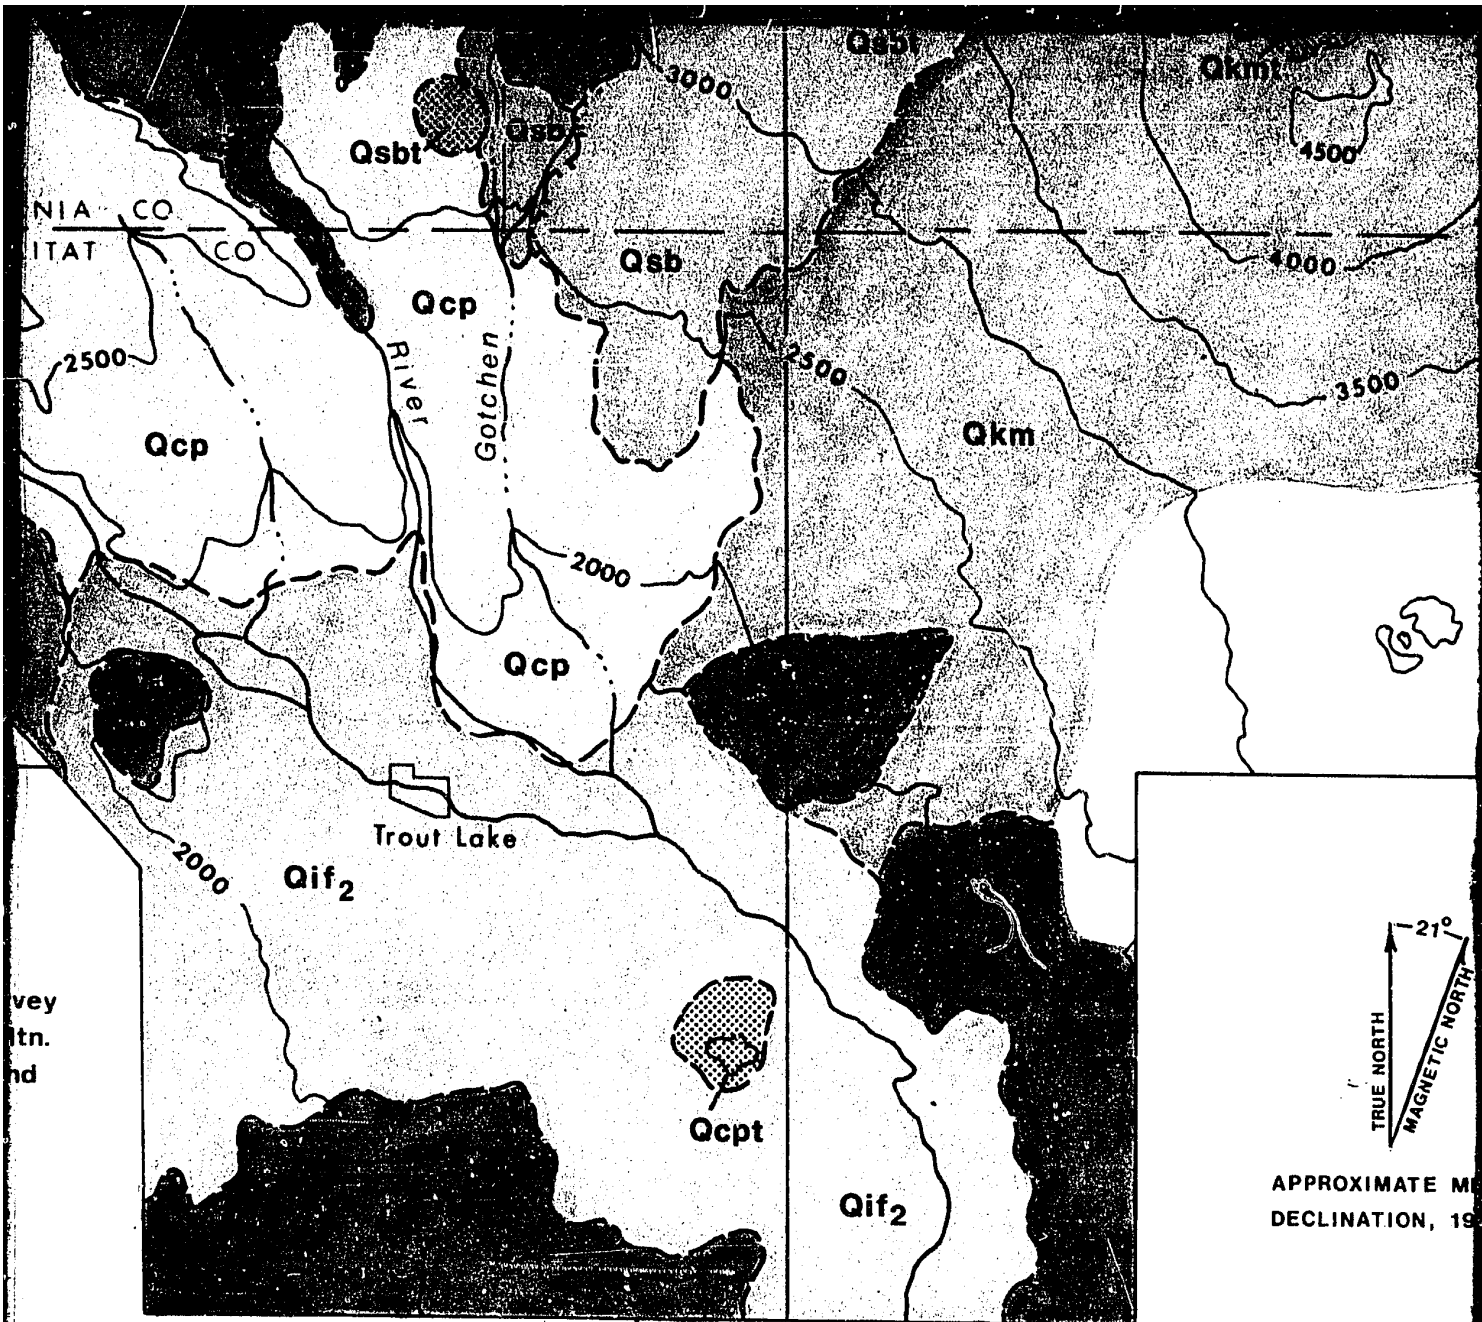 Qsbt
Qkmt
3000
Qsb
4500
Qsbt
NIA CO
ITAT CO
Qsb
4000
Qcp
2500
River
Gotchen
2500
3500
Qcp
Qkm
2000
Qcp
Trout Lake
2000
Qif2
21°
TRUE NORTH
MAGNETIC NORTH
vey
tn.
nd
Qcpt
Qif2
APPROXIMATE M
DECLINATION, 19